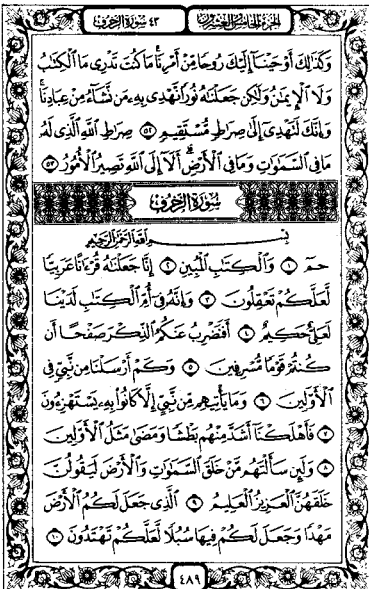 الجزء الخامس والعشرون ٤٣ سورة الزخرف
وَكَذَٰلِكَ أَوْحَيْنَآ إِلَيْكَ رُوحًا مِّنْ أَمْرِنَا ۚ مَا كُنتَ تَدْرِى مَا ٱلْكِتَٰبُ
وَلَا ٱلْإِيمَٰنُ وَلَٰكِن جَعَلْنَٰهُ نُورًا نَّهْدِى بِهِۦ مَن نَّشَآءُ مِنْ عِبَادِنَا ۚ
وَإِنَّكَ لَتَهْدِىٓ إِلَىٰ صِرَٰطٍ مُّسْتَقِيمٍ ٥٢ صِرَٰطِ ٱللَّهِ ٱلَّذِى لَهُۥ
مَا فِى ٱلسَّمَٰوَٰتِ وَمَا فِى ٱلْأَرْضِ ۗ أَلَآ إِلَى ٱللَّهِ تَصِيرُ ٱلْأُمُورُ ٥٣
سُورَةُ الزُّخْرُفِ
بِسْمِ ٱللَّهِ ٱلرَّحْمَٰنِ ٱلرَّحِيمِ
حمٓ ١ وَٱلْكِتَٰبِ ٱلْمُبِينِ ٢ إِنَّا جَعَلْنَٰهُ قُرْءَٰنًا عَرَبِيًّا
لَّعَلَّكُمْ تَعْقِلُونَ ٣ وَإِنَّهُۥ فِىٓ أُمِّ ٱلْكِتَٰبِ لَدَيْنَا
لَعَلِىٌّ حَكِيمٌ ٤ أَفَنَضْرِبُ عَنكُمُ ٱلذِّكْرَ صَفْحًا أَن
كُنتُمْ قَوْمًا مُّسْرِفِينَ ٥ وَكَمْ أَرْسَلْنَا مِن نَّبِىٍّ فِى
ٱلْأَوَّلِينَ ٦ وَمَا يَأْتِيهِم مِّن نَّبِىٍّ إِلَّا كَانُوا۟ بِهِۦ يَسْتَهْزِءُونَ
٧ فَأَهْلَكْنَآ أَشَدَّ مِنْهُم بَطْشًا وَمَضَىٰ مَثَلُ ٱلْأَوَّلِينَ
٨ وَلَئِن سَأَلْتَهُم مَّنْ خَلَقَ ٱلسَّمَٰوَٰتِ وَٱلْأَرْضَ لَيَقُولُنَّ
خَلَقَهُنَّ ٱلْعَزِيزُ ٱلْعَلِيمُ ٩ ٱلَّذِى جَعَلَ لَكُمُ ٱلْأَرْضَ
مَهْدًا وَجَعَلَ لَكُمْ فِيهَا سُبُلًا لَّعَلَّكُمْ تَهْتَدُونَ ١٠
٤٨٩